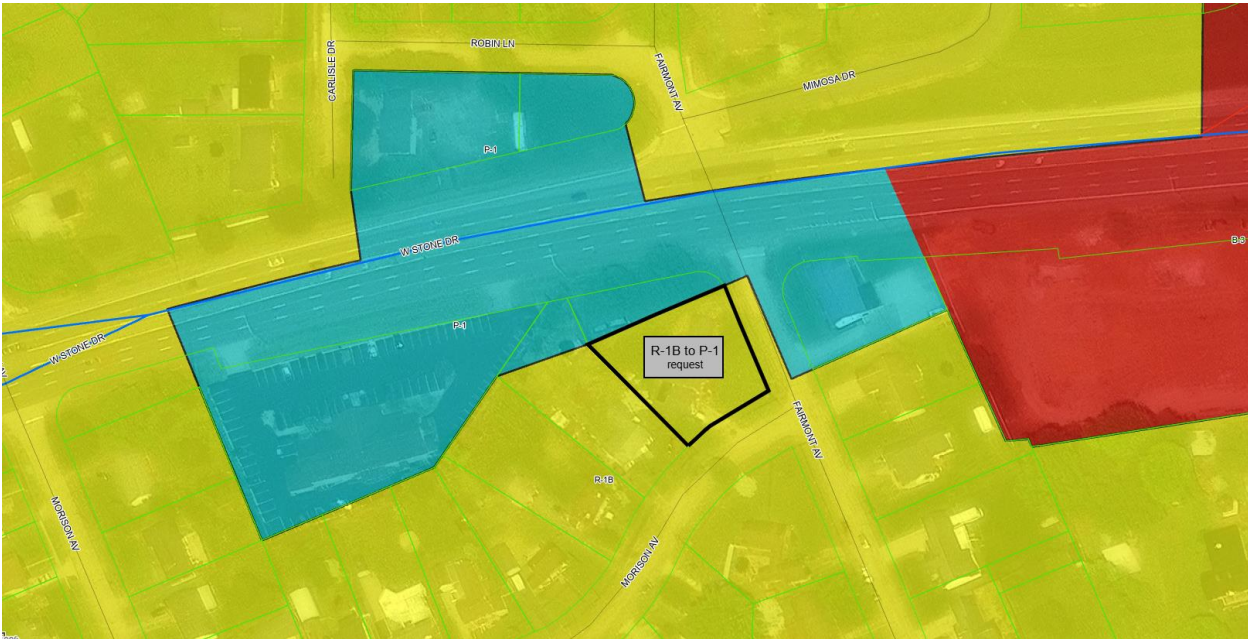 ROBIN LN
CARLISLE DR
FAIRMONT AV
MIMOSA DR
P-1
W STONE DR
B-3
P-1
W STONE DR
AV
R-1B to P-1
request
FAIRMONT AV
R-1B
MORISON AV
MORISON AV